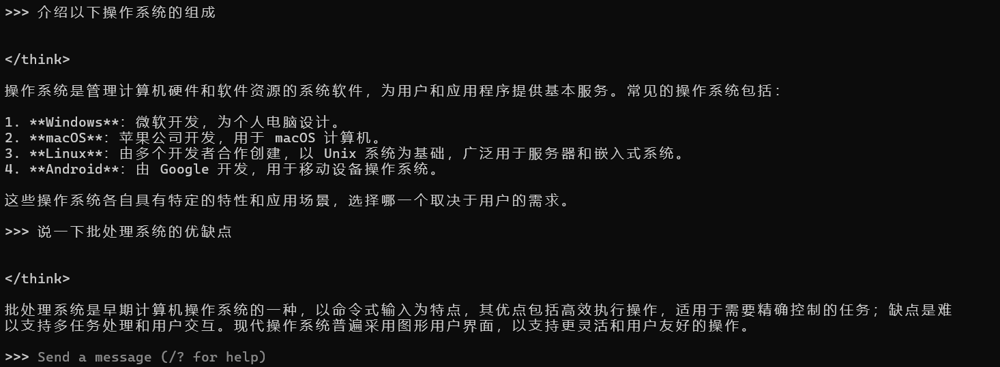 >>> 介绍以下操作系统的组成
</think>
操作系统是管理计算机硬件和软件资源的系统软件，为用户和应用程序提供基本服务。常见的操作系统包括：
1. **Windows**：微软开发，为个人电脑设计。
2. **macOS**：苹果公司开发，用于 macOS 计算机。
3. **Linux**：由多个开发者合作创建，以 Unix 系统为基础，广泛用于服务器和嵌入式系统。
4. **Android**：由 Google 开发，用于移动设备操作系统。
这些操作系统各自具有特定的特性和应用场景，选择哪一个取决于用户的需求。
>>> 说一下批处理系统的优缺点
</think>
批处理系统是早期计算机操作系统的一种，以命令式输入为特点，其优点包括高效执行操作，适用于需要精确控制的任务；缺点是难
以支持多任务处理和用户交互。现代操作系统普遍采用图形用户界面，以支持更灵活和用户友好的操作。
>>> Send a message (/? for help)